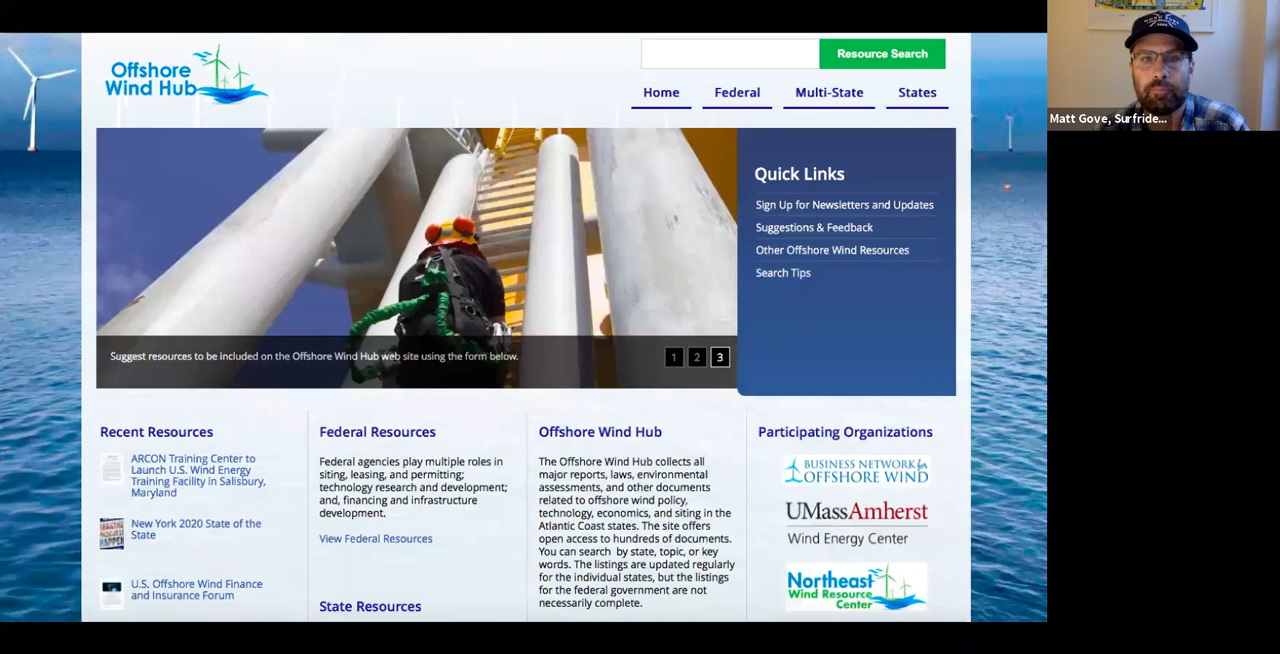 Offshore
Wind Hub
Resource Search
Home
Federal
Multi-State
States
Matt Gove, Surfride...
Quick Links
Sign Up for Newsletters and Updates
Suggestions & Feedback
Other Offshore Wind Resources
Search Tips
Suggest resources to be included on the Offshore Wind Hub web site using the form below.
1 2 3
Recent Resources
ARCON Training Center to
Launch U.S. Wind Energy
Training Facility in Salisbury,
Maryland
New York 2020 State of the
State
U.S. Offshore Wind Finance
and Insurance Forum
Federal Resources
Federal agencies play multiple roles in
siting, leasing, and permitting;
technology research and development;
and, financing and infrastructure
development.
View Federal Resources
State Resources
Offshore Wind Hub
The Offshore Wind Hub collects all
major reports, laws, environmental
assessments, and other documents
related to offshore wind policy,
technology, economics, and siting in the
Atlantic Coast states. The site offers
open access to hundreds of documents.
You can search by state, topic, or key
words. The listings are updated regularly
for the individual states, but the listings
for the federal government are not
necessarily complete.
Participating Organizations
BUSINESS NETWORK for
OFFSHORE WIND
UMassAmherst
Wind Energy Center
Northeast
Wind Resource
Center